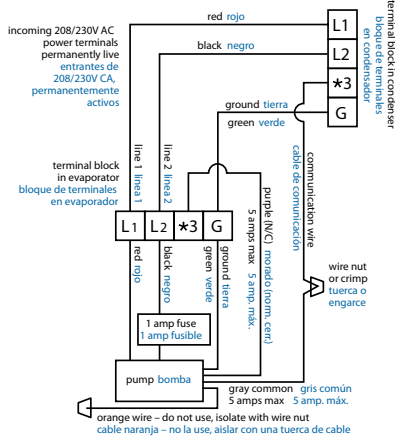 red rojo
L1
incoming 208/230V AC
power terminals
permanently live
entrantes de
208/230V CA,
permanentemente
activos
black negro
L2
terminal block in condenser
bloque de terminales
en condensador
*3
ground tierra
green verde
G
line 1 linea 1
line 2 linea 2
communication wire
cable de comunicación
terminal block
in evaporator
bloque de terminales
en evaporador
purple (N/C) morado (norm. cerr.)
5 amps max 5 amp. máx.
L1 L2 *3 G
red rojo
black negro
green verde
ground tierra
wire nut
or crimp
tuerca o
engarce
1 amp fuse
1 amp fusible
pump bomba
gray common gris común
5 amps max 5 amp. máx.
orange wire – do not use, isolate with wire nut
cable naranja – no la use, aislar con una tuerca de cable